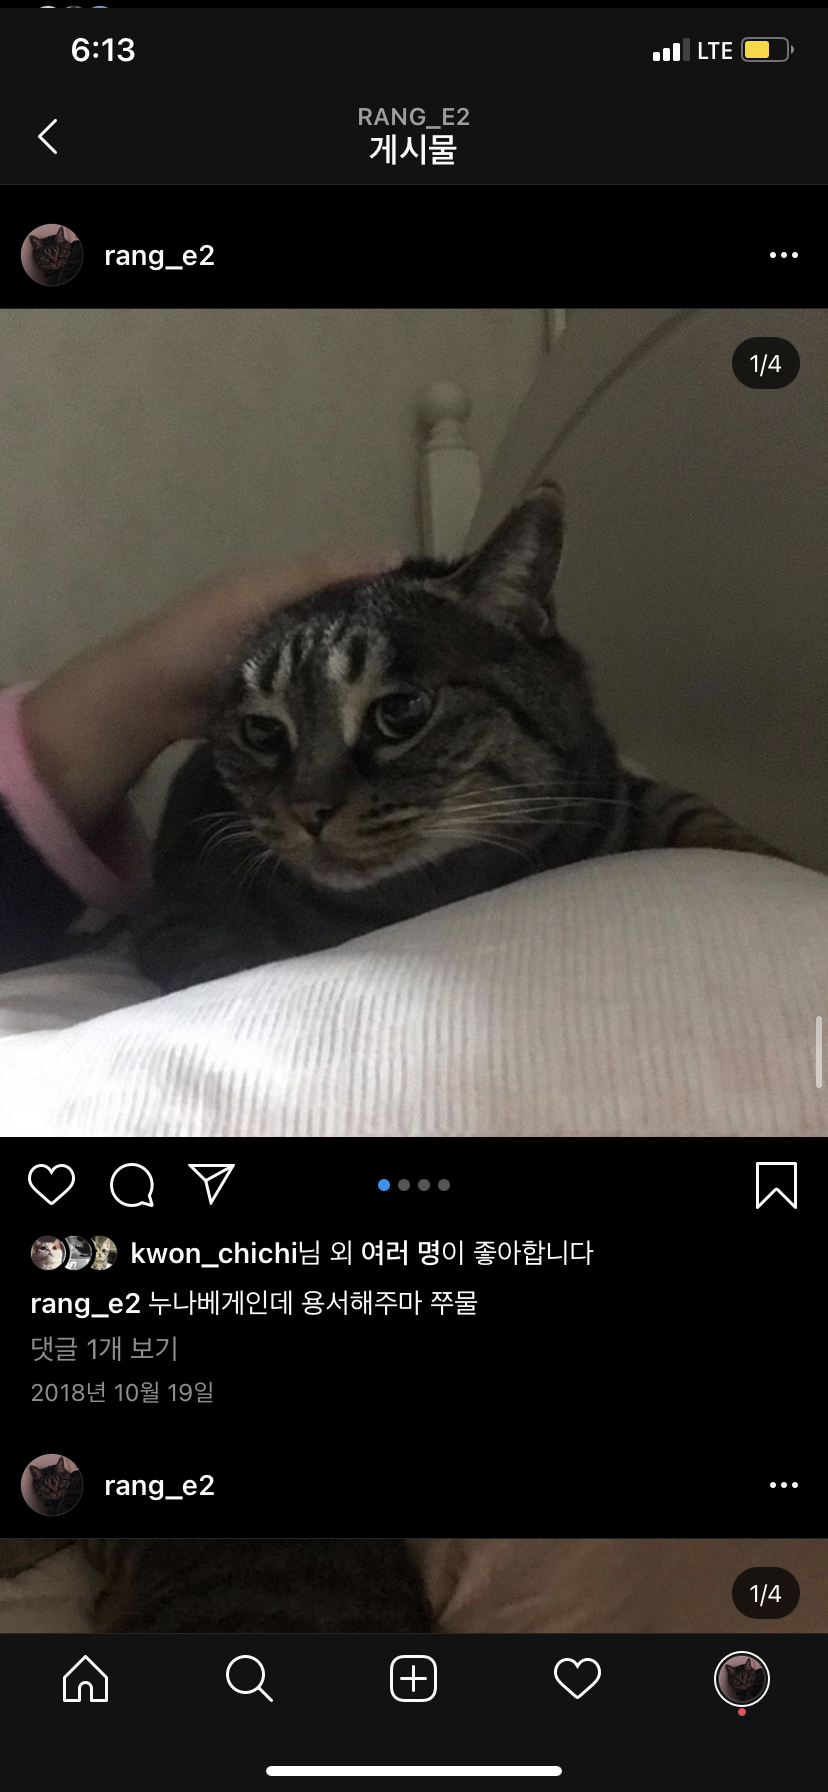 6:13
LTE
RANG_E2
게시물
rang_e2
1/4
kwon_chichi님 외 여러 명이 좋아합니다
rang_e2 누나베게인데 용서해주마 쭈물
댓글 1개 보기
2018년 10월 19일
rang_e2
1/4